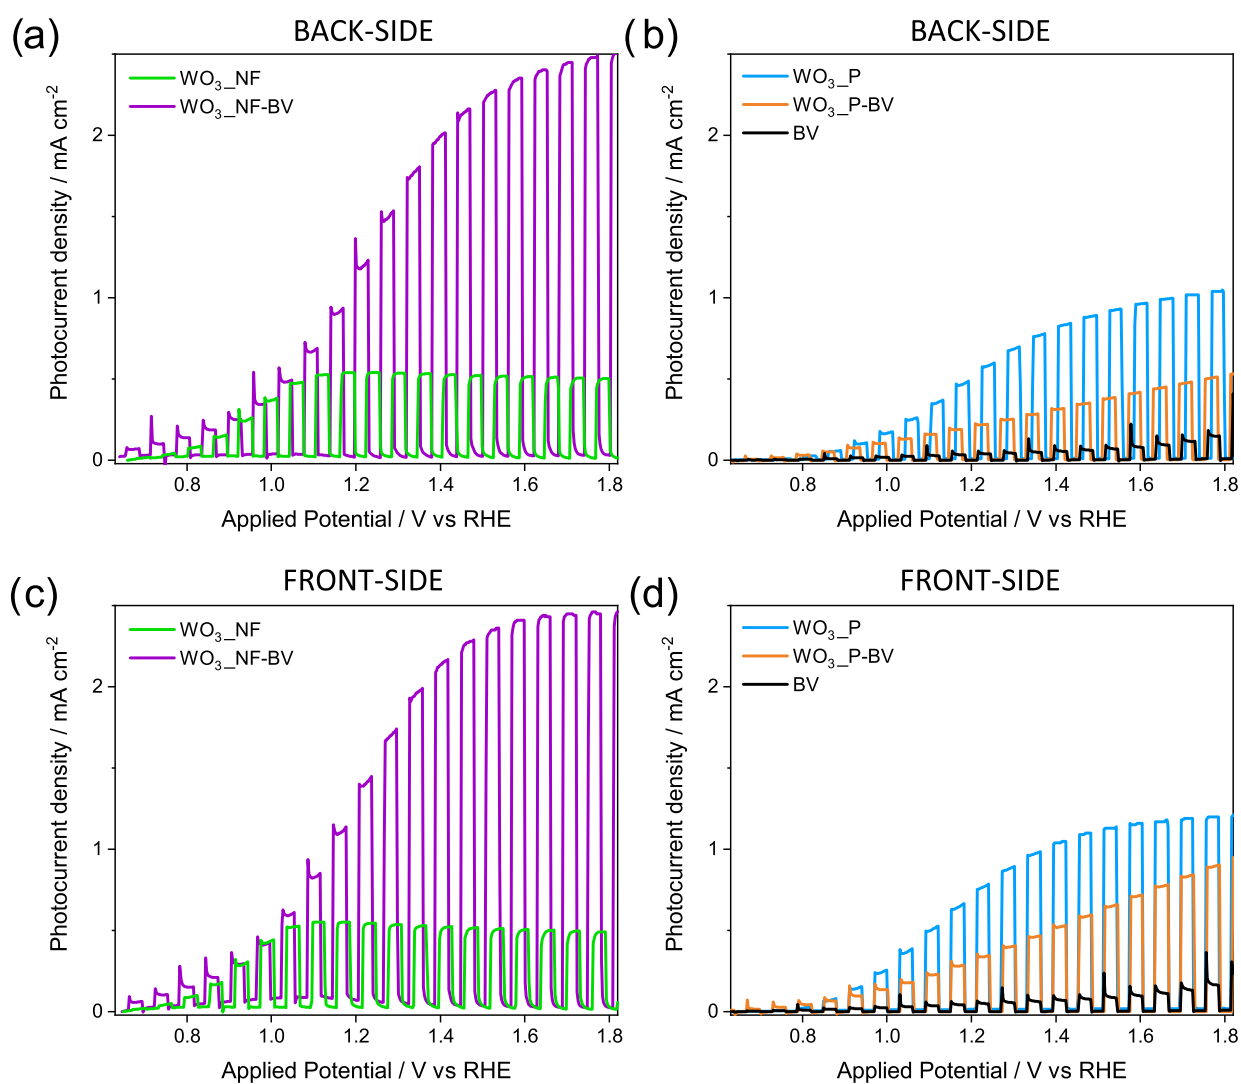 (a)
BACK-SIDE
WO3_NF
WO3_NF-BV
Photocurrent density / mA cm-2
2
1
0
0.8 1.0 1.2 1.4 1.6 1.8
Applied Potential / V vs RHE
(b)
BACK-SIDE
WO3_P
WO3_P-BV
BV
Photocurrent density / mA cm-2
2
1
0
0.8 1.0 1.2 1.4 1.6 1.8
Applied Potential / V vs RHE
(c)
FRONT-SIDE
WO3_NF
WO3_NF-BV
Photocurrent density / mA cm-2
2
1
0
0.8 1.0 1.2 1.4 1.6 1.8
Applied Potential / V vs RHE
(d)
FRONT-SIDE
WO3_P
WO3_P-BV
BV
Photocurrent density / mA cm-2
2
1
0
0.8 1.0 1.2 1.4 1.6 1.8
Applied Potential / V vs RHE